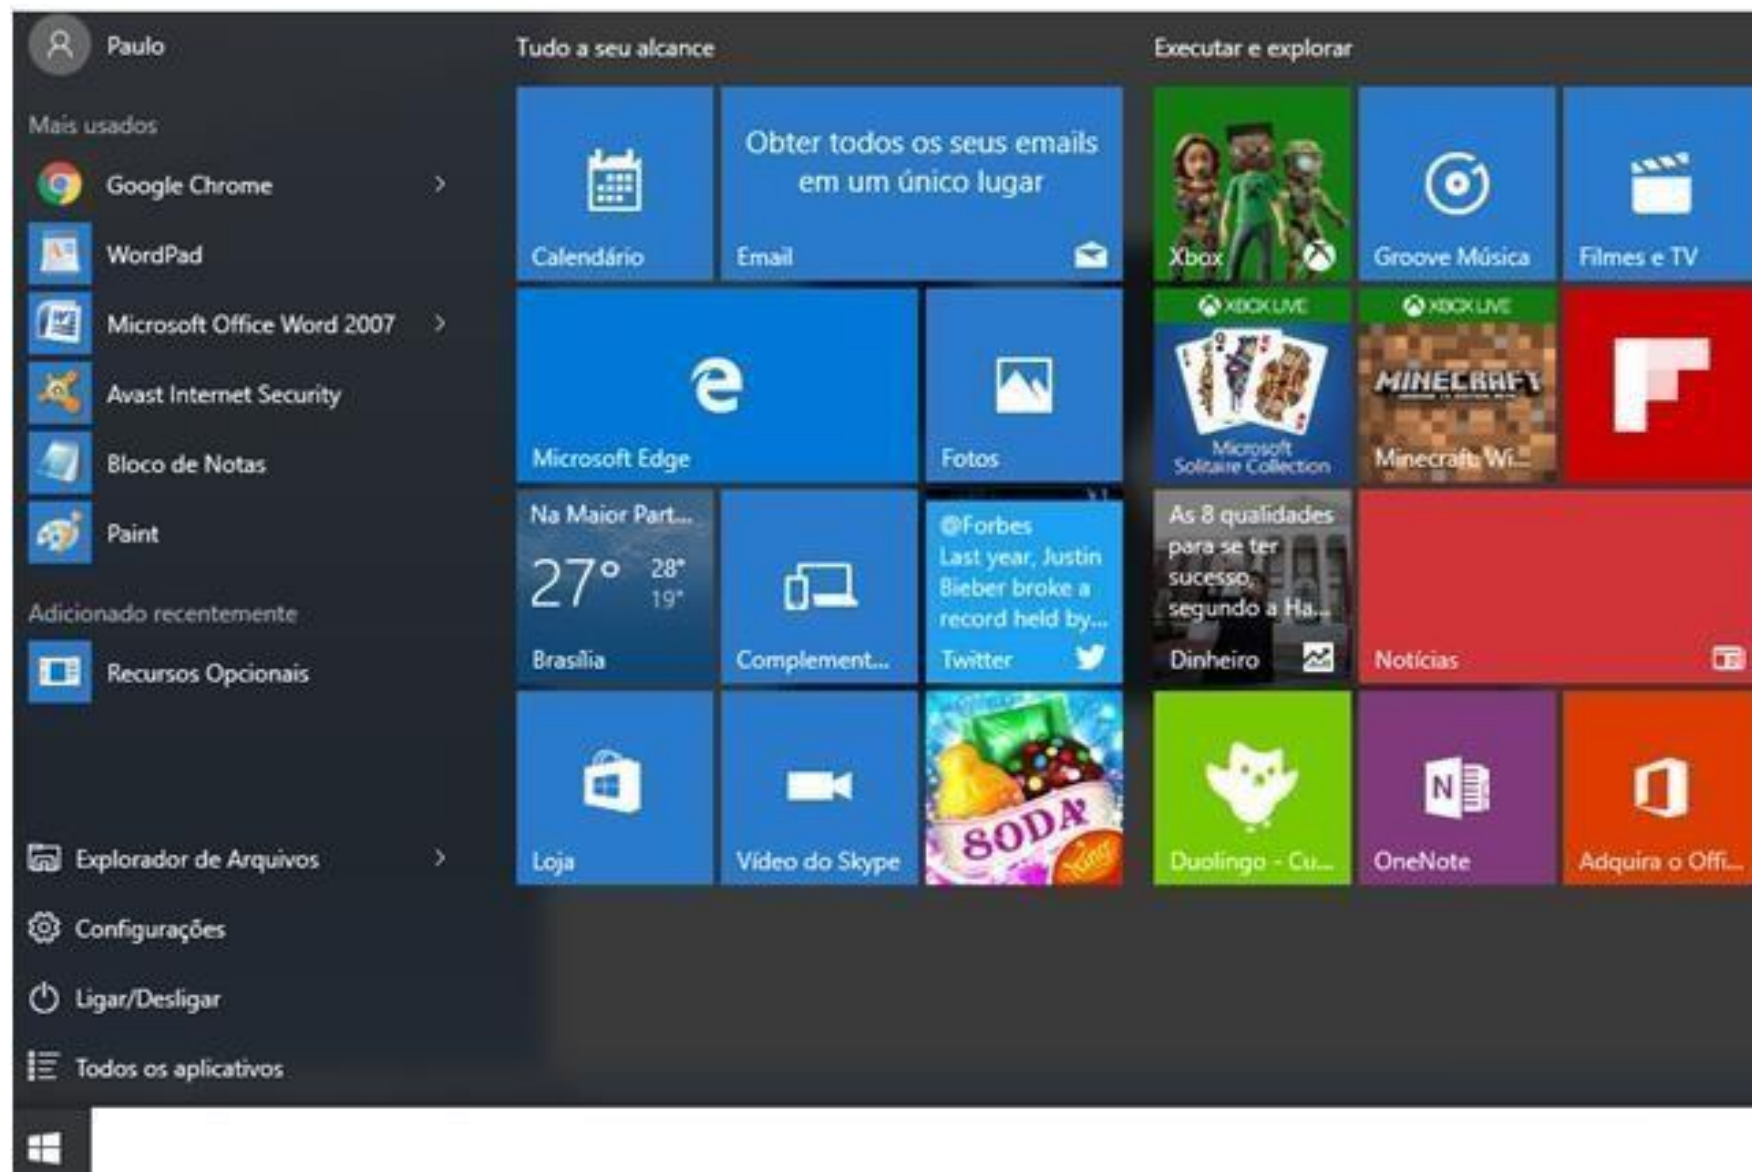 Paulo
Mais usados
Google Chrome
WordPad
Microsoft Office Word 2007
Avast Internet Security
Bloco de Notas
Paint
Adicionado recentemente
Recursos Opcionais
Explorador de Arquivos
Configurações
Ligar/Desligar
Todos os aplicativos
Tudo a seu alcance
Calendário
Obter todos os seus emails
em um único lugar
Email
Microsoft Edge
Fotos
Na Maior Part...
27° 28°
19°
Brasília
Complement...
@Forbes
Last year, Justin
Bieber broke a
record held by...
Twitter
Loja
Vídeo do Skype
SODA
King
Executar e explorar
Xbox
Groove Música
Filmes e TV
XBOX LIVE
Microsoft
Solitaire Collection
XBOX LIVE
MINECRAFT
Minecraft: Wi...
As 8 qualidades
para se ter
sucesso,
segundo a Ha...
Dinheiro
Notícias
Duolingo - Cu...
N
OneNote
Adquira o Offi...